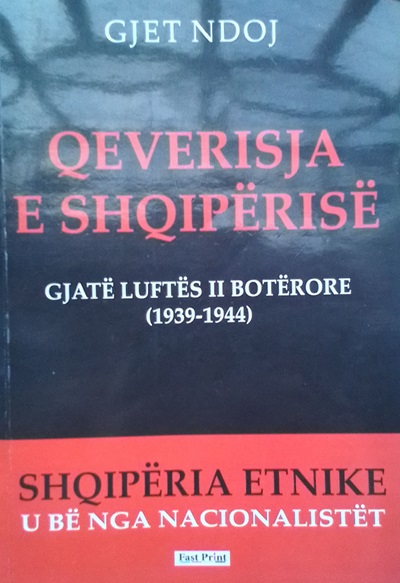 GJET NDOJ
QEVERISJA
E SHQIPËRISË
GJATË LUFTËS II BOTËRORE
(1939-1944)
SHQIPËRIA ETNIKE
U BË NGA NACIONALISTËT
Fast Print